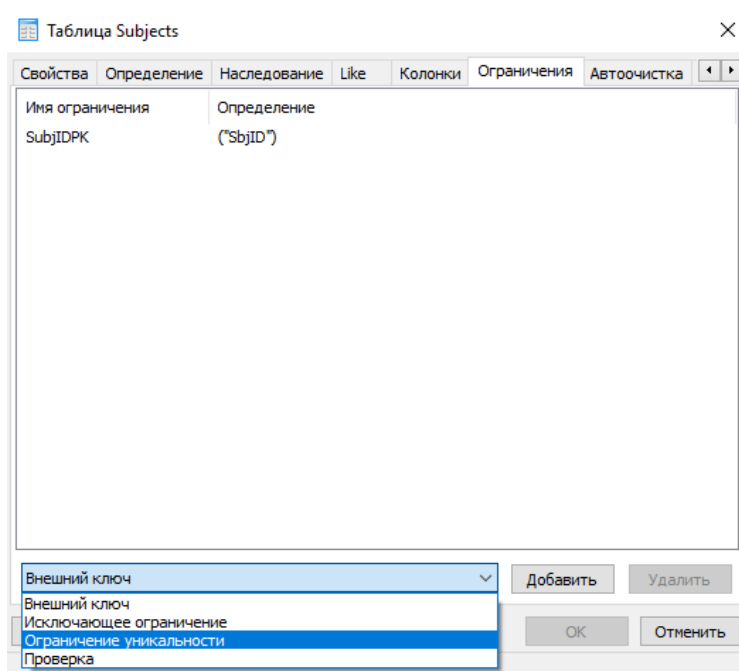 Таблица Subjects
Свойства Определение Наследование Like Колонки Ограничения Автоочистка
Имя ограничения Определение
SubjIDPK ("SbjID")
Внешний ключ Добавить Удалить
Внешний ключ
Исключающее ограничение
Ограничение уникальности OK Отменить
Проверка